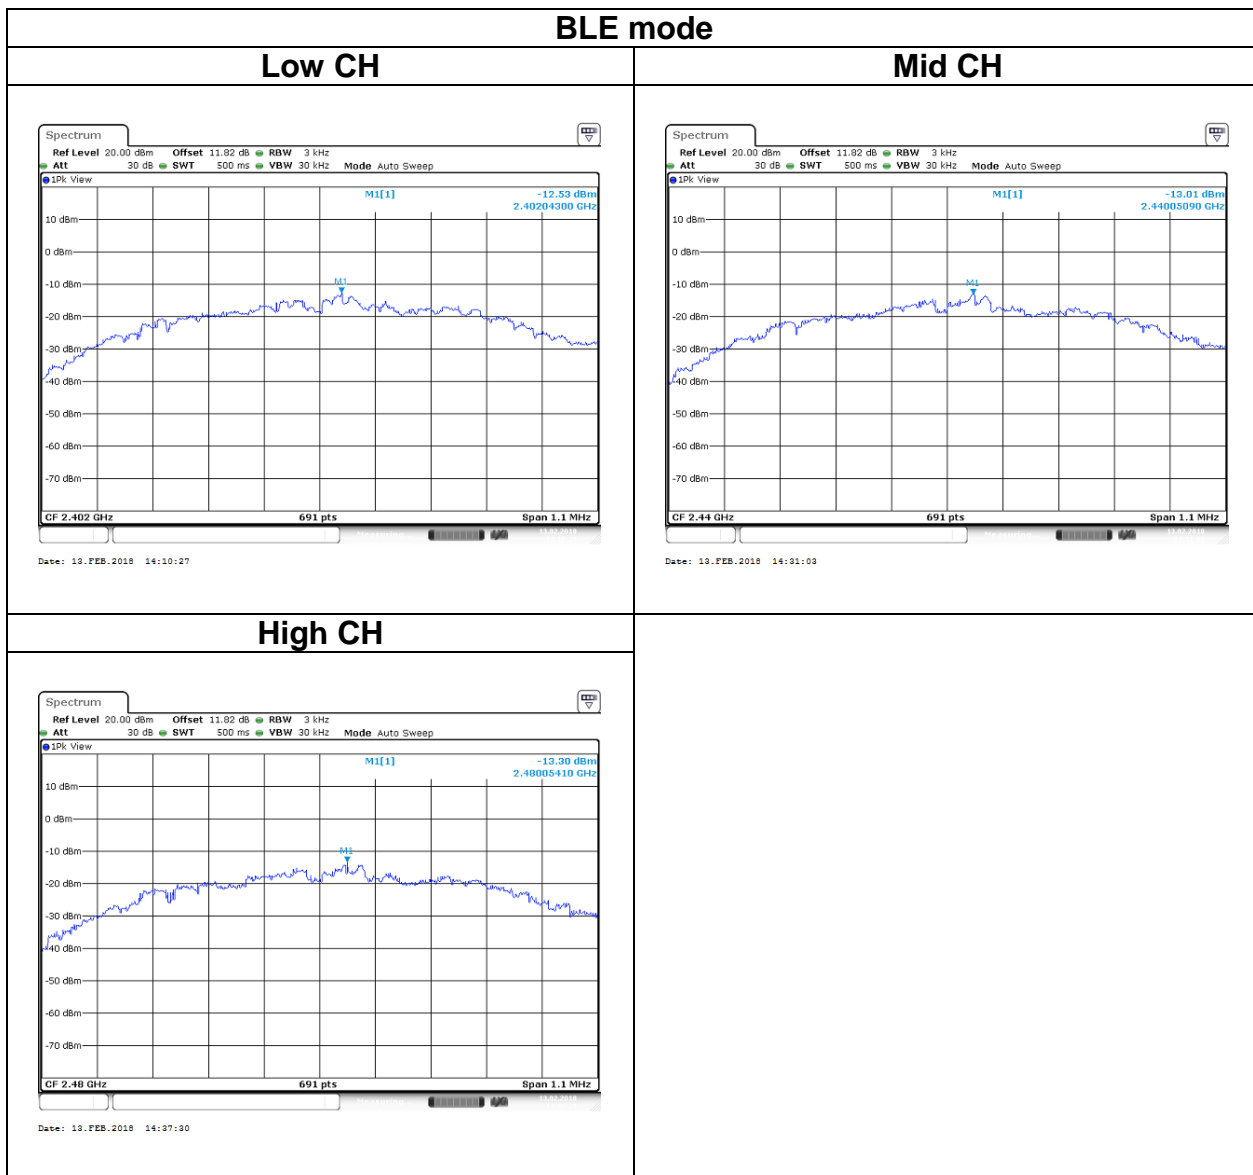 BLE mode
Low CH
Mid CH
Spectrum
Ref Level 20.00 dBm Offset 11.82 dB RBW 3 kHz
Att 30 dB SWT 500 ms VBW 30 kHz Mode Auto Sweep
1Pk View
M1[1] -12.53 dBm
2.40204300 GHz
10 dBm
0 dBm
M1
-10 dBm
-20 dBm
-30 dBm
-40 dBm
-50 dBm
-60 dBm
-70 dBm
CF 2.402 GHz 691 pts Span 1.1 MHz
Date: 13.FEB.2018 14:10:27
Spectrum
Ref Level 20.00 dBm Offset 11.82 dB RBW 3 kHz
Att 30 dB SWT 500 ms VBW 30 kHz Mode Auto Sweep
1Pk View
M1[1] -13.01 dBm
2.44005090 GHz
10 dBm
0 dBm
M1
-10 dBm
-20 dBm
-30 dBm
-40 dBm
-50 dBm
-60 dBm
-70 dBm
CF 2.44 GHz 691 pts Span 1.1 MHz
Date: 13.FEB.2018 14:31:03
High CH
Spectrum
Ref Level 20.00 dBm Offset 11.82 dB RBW 3 kHz
Att 30 dB SWT 500 ms VBW 30 kHz Mode Auto Sweep
1Pk View
M1[1] -13.30 dBm
2.48005410 GHz
10 dBm
0 dBm
M1
-10 dBm
-20 dBm
-30 dBm
-40 dBm
-50 dBm
-60 dBm
-70 dBm
CF 2.48 GHz 691 pts Span 1.1 MHz
Date: 13.FEB.2018 14:37:30